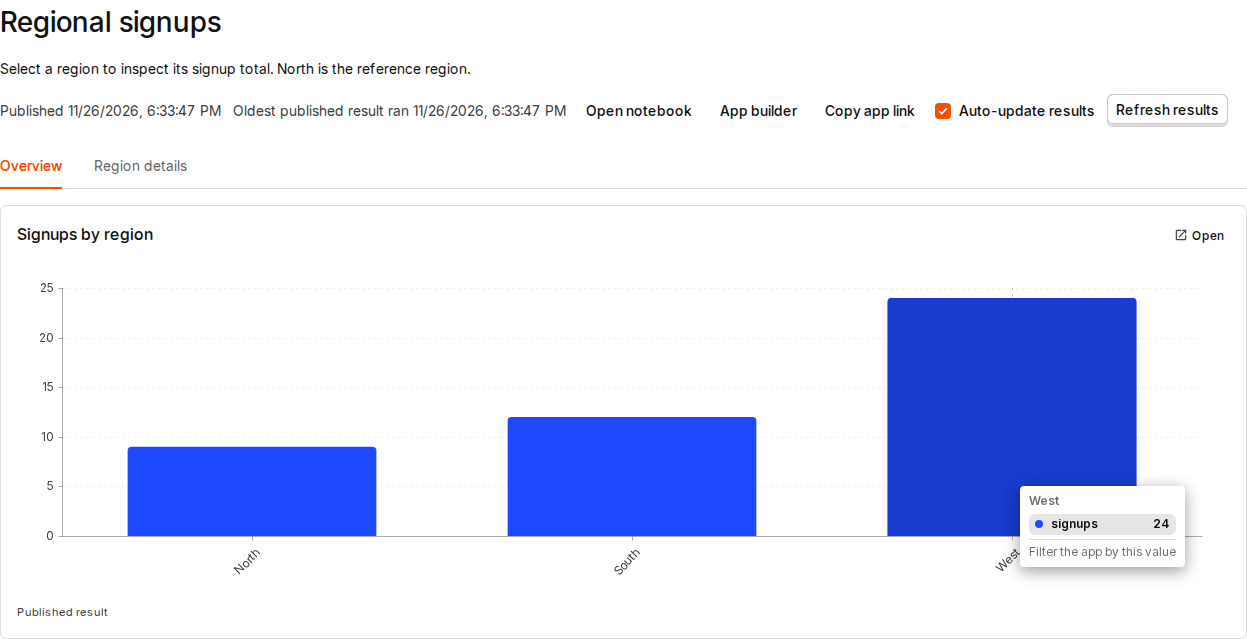 Regional signups
Select a region to inspect its signup total. North is the reference region.
Published 11/26/2026, 6:33:47 PM Oldest published result ran 11/26/2026, 6:33:47 PM Open notebook App builder Copy app link Auto-update results Refresh results
Overview Region details
Signups by region
Open
25
20
15
10
5
0
North
South
West
West
signups 24
Filter the app by this value
Published result